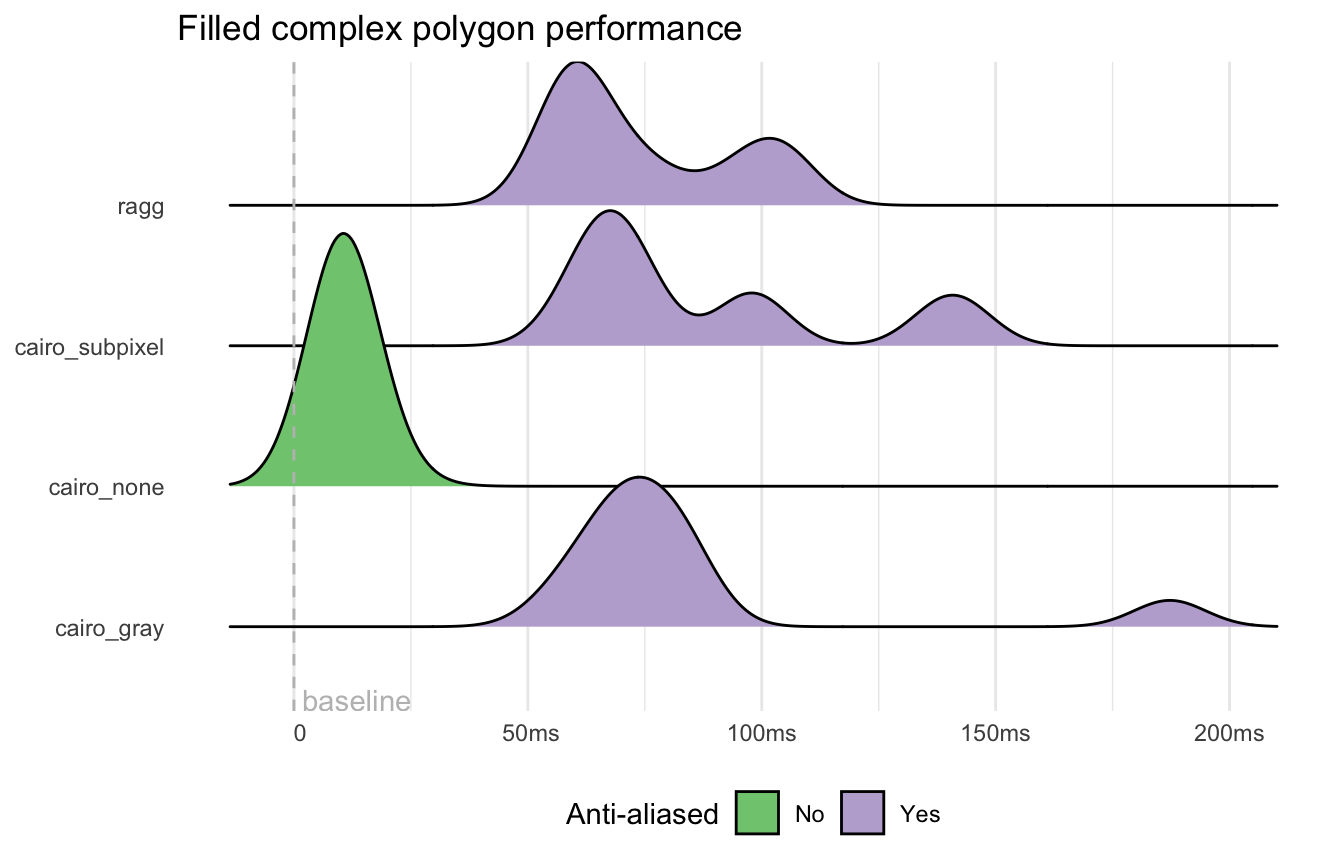 Filled complex polygon performance
ragg
cairo_subpixel
cairo_none
cairo_gray
baseline
0 50ms 100ms 150ms 200ms
Anti-aliased No Yes